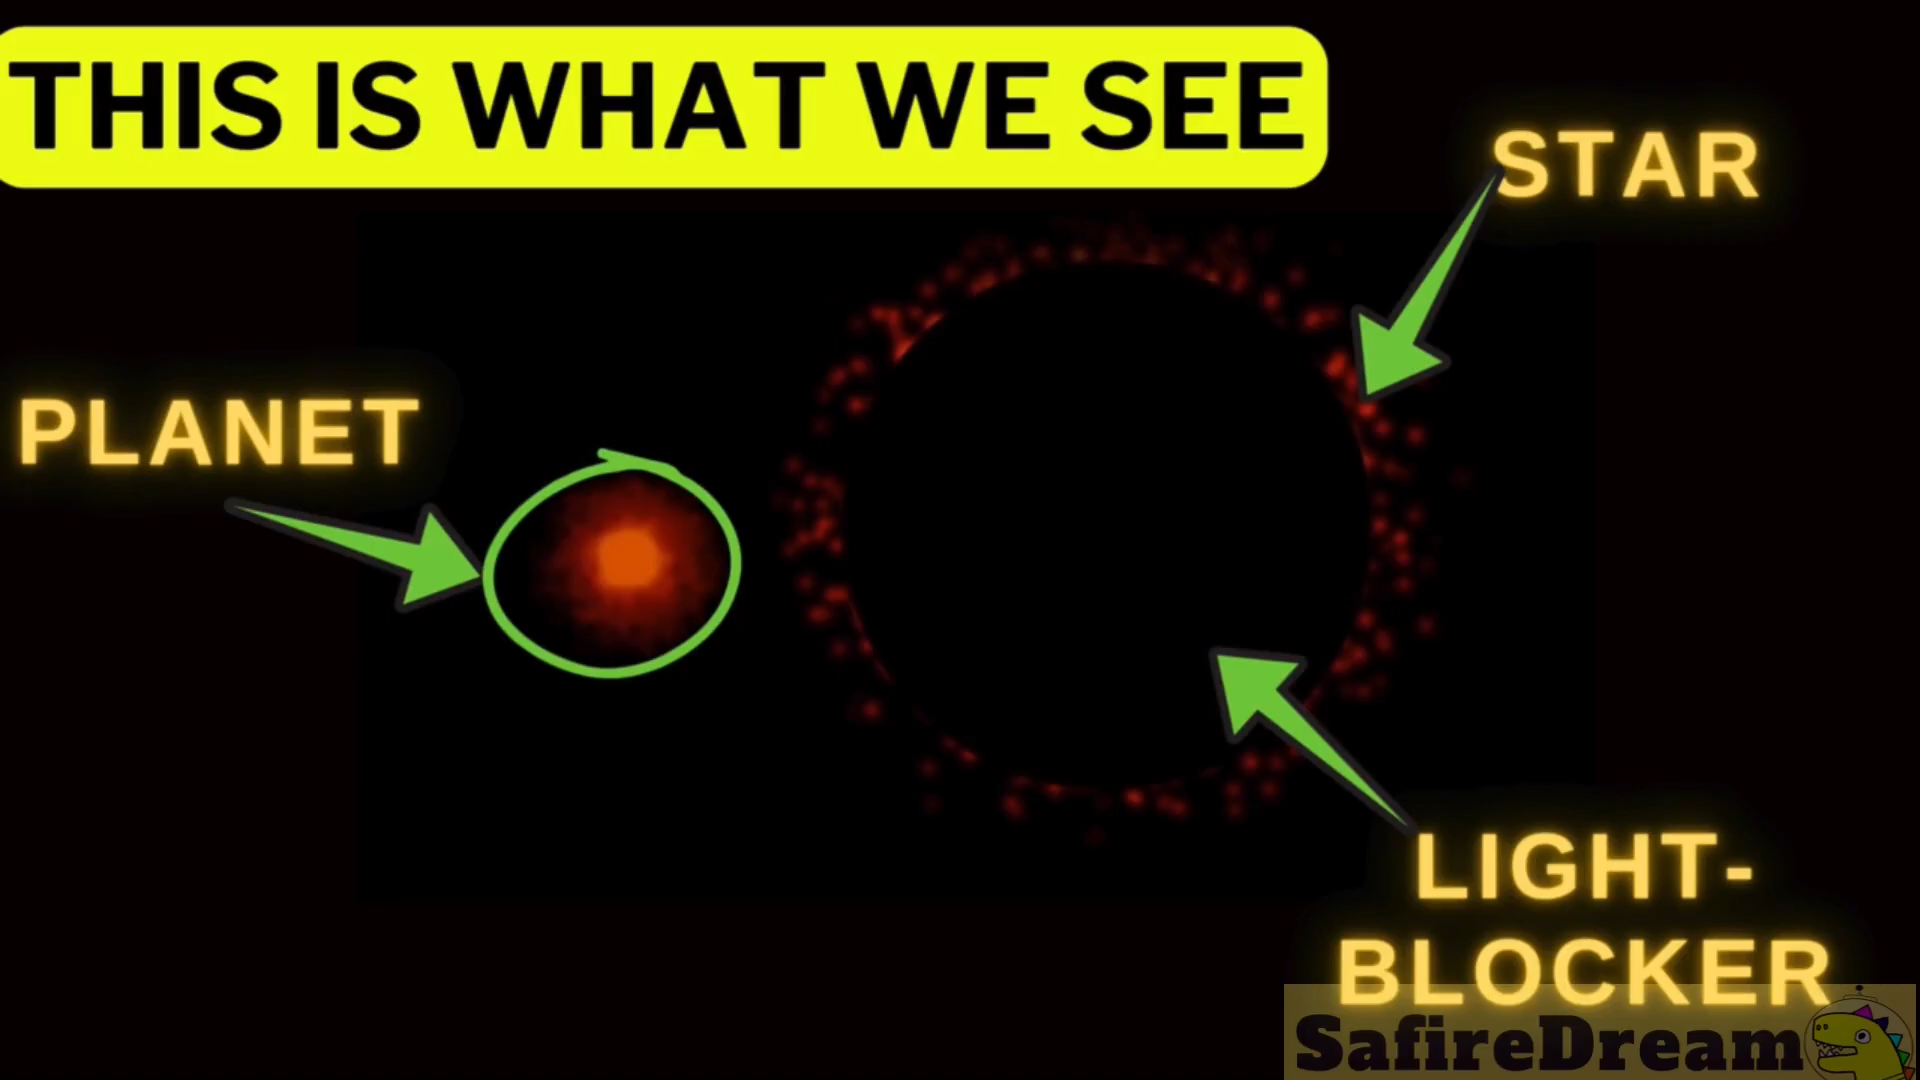 THIS IS WHAT WE SEE
STAR
PLANET
LIGHT-
BLOCKER
SafireDream